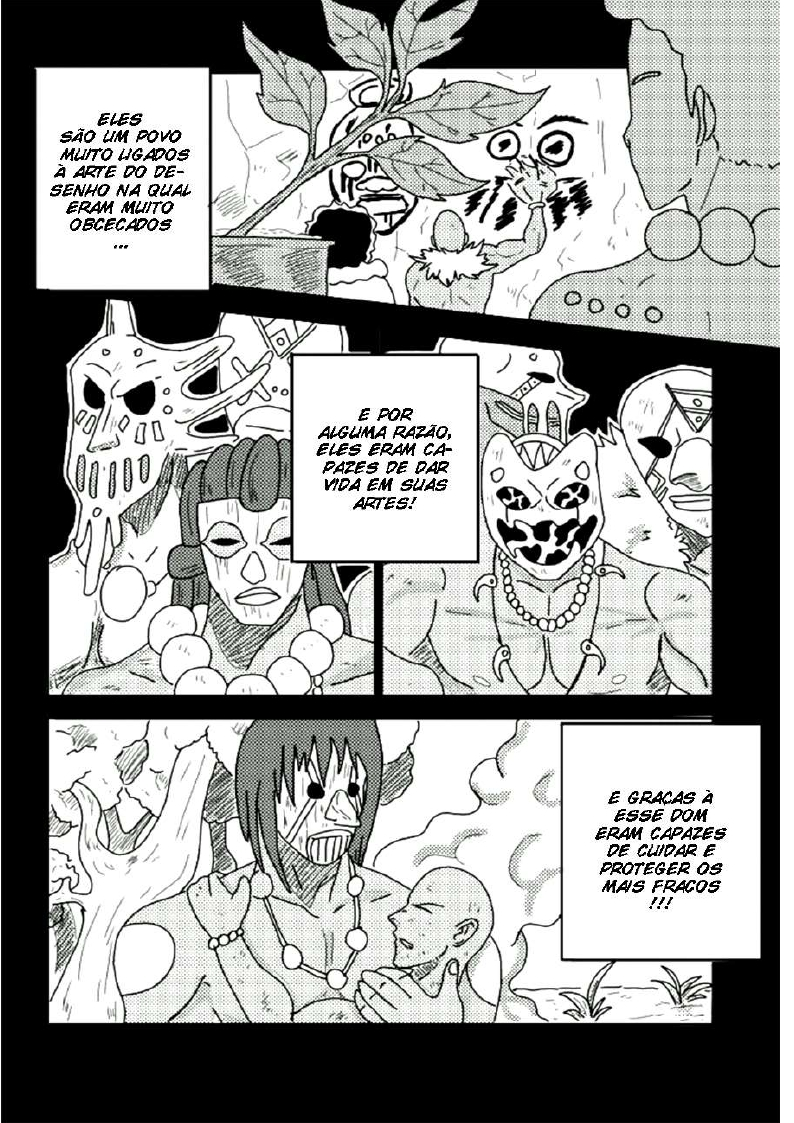 ELES
SÃO UM POVO
MUITO LIGADOS
À ARTE DO DE-
SENHO NA QUAL
ERAM MUITO
OBCECADOS
...
E POR
ALGUMA RAZÃO,
ELES ERAM CA-
PAZES DE DAR
VIDA EM SUAS
ARTES!
E GRACAS À
ESSE DOM
ERAM CAPAZES
DE CUIDAR E
PROTEGER OS
MAIS FRACOS
!!!